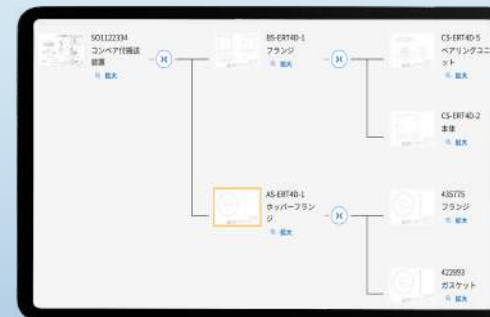 SO1122334
コンベア付搬送
装置
拡大
BS-ERT4D-1
フランジ
拡大
CS-ERT4D-5
ベアリングユニ
ット
拡大
CS-ERT4D-2
本体
拡大
AS-ERT4D-1
ホッパーフラン
ジ
拡大
435775
フランジ
拡大
422893
ガスケット
拡大